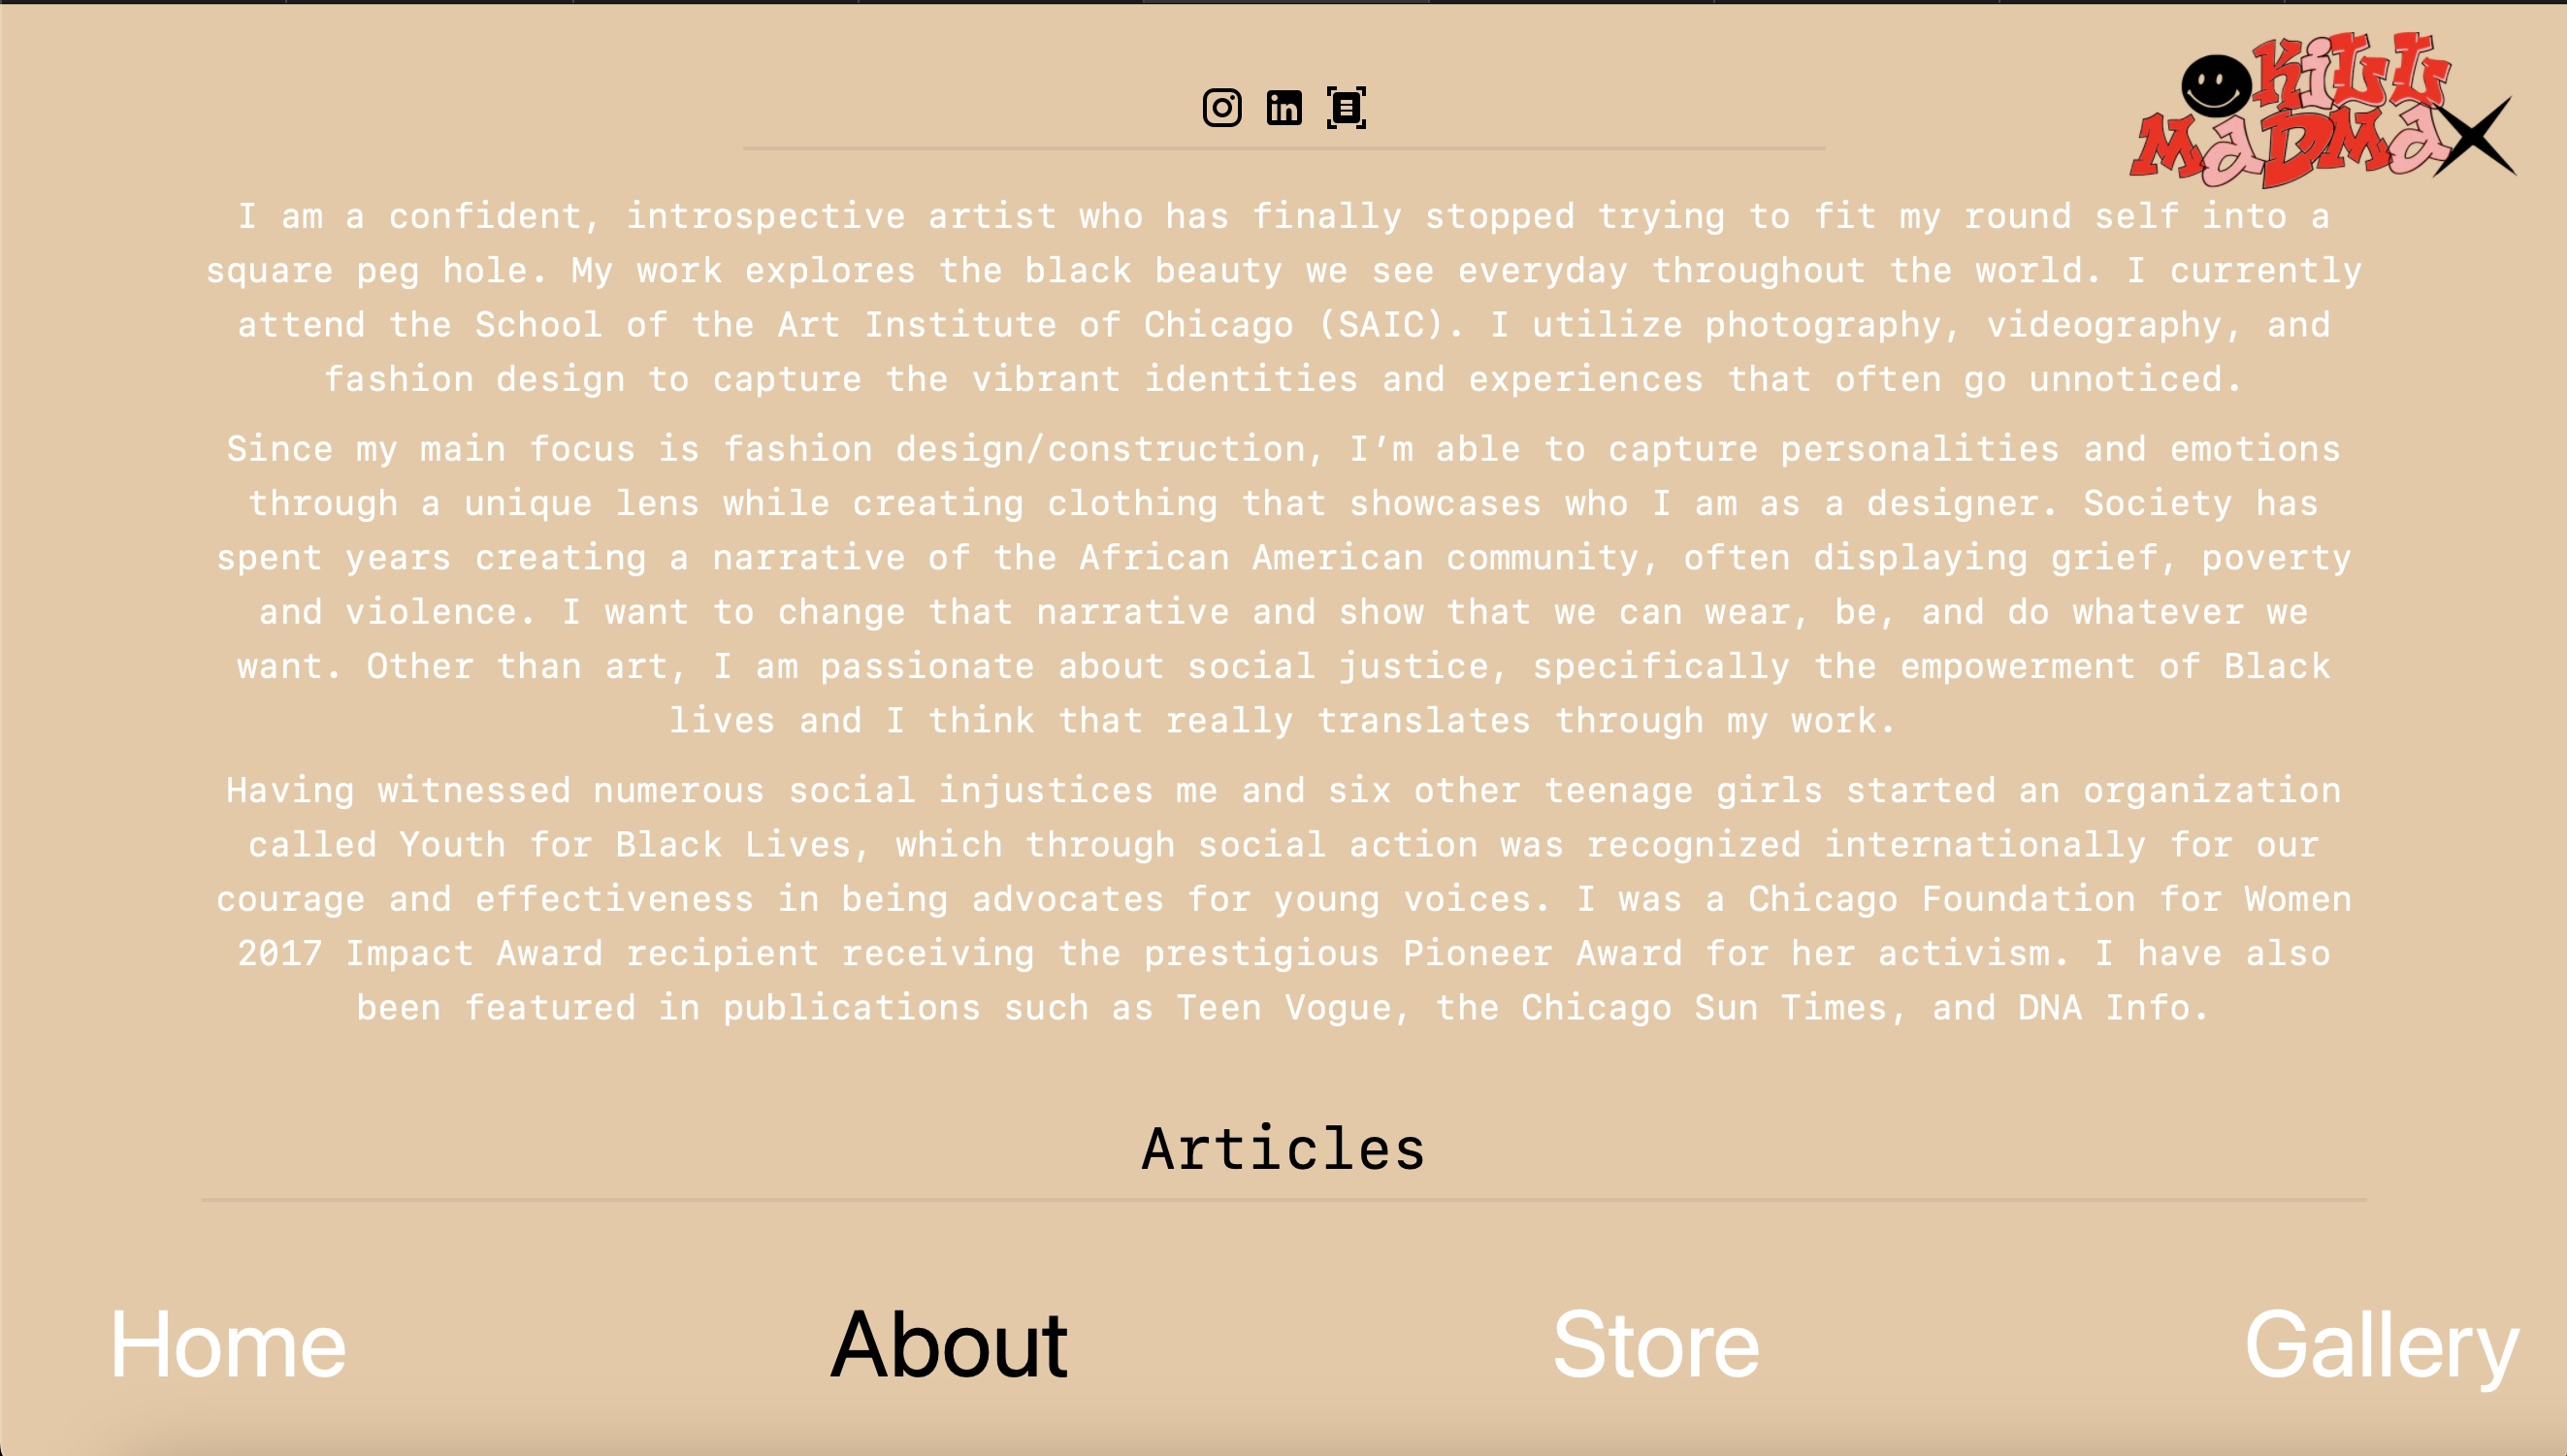 KiLL
MaDMaX
I am a confident, introspective artist who has finally stopped trying to fit my round self into a
square peg hole. My work explores the black beauty we see everyday throughout the world. I currently
attend the School of the Art Institute of Chicago (SAIC). I utilize photography, videography, and
fashion design to capture the vibrant identities and experiences that often go unnoticed.
Since my main focus is fashion design/construction, I’m able to capture personalities and emotions
through a unique lens while creating clothing that showcases who I am as a designer. Society has
spent years creating a narrative of the African American community, often displaying grief, poverty
and violence. I want to change that narrative and show that we can wear, be, and do whatever we
want. Other than art, I am passionate about social justice, specifically the empowerment of Black
lives and I think that really translates through my work.
Having witnessed numerous social injustices me and six other teenage girls started an organization
called Youth for Black Lives, which through social action was recognized internationally for our
courage and effectiveness in being advocates for young voices. I was a Chicago Foundation for Women
2017 Impact Award recipient receiving the prestigious Pioneer Award for her activism. I have also
been featured in publications such as Teen Vogue, the Chicago Sun Times, and DNA Info.
Articles
Home About Store Gallery